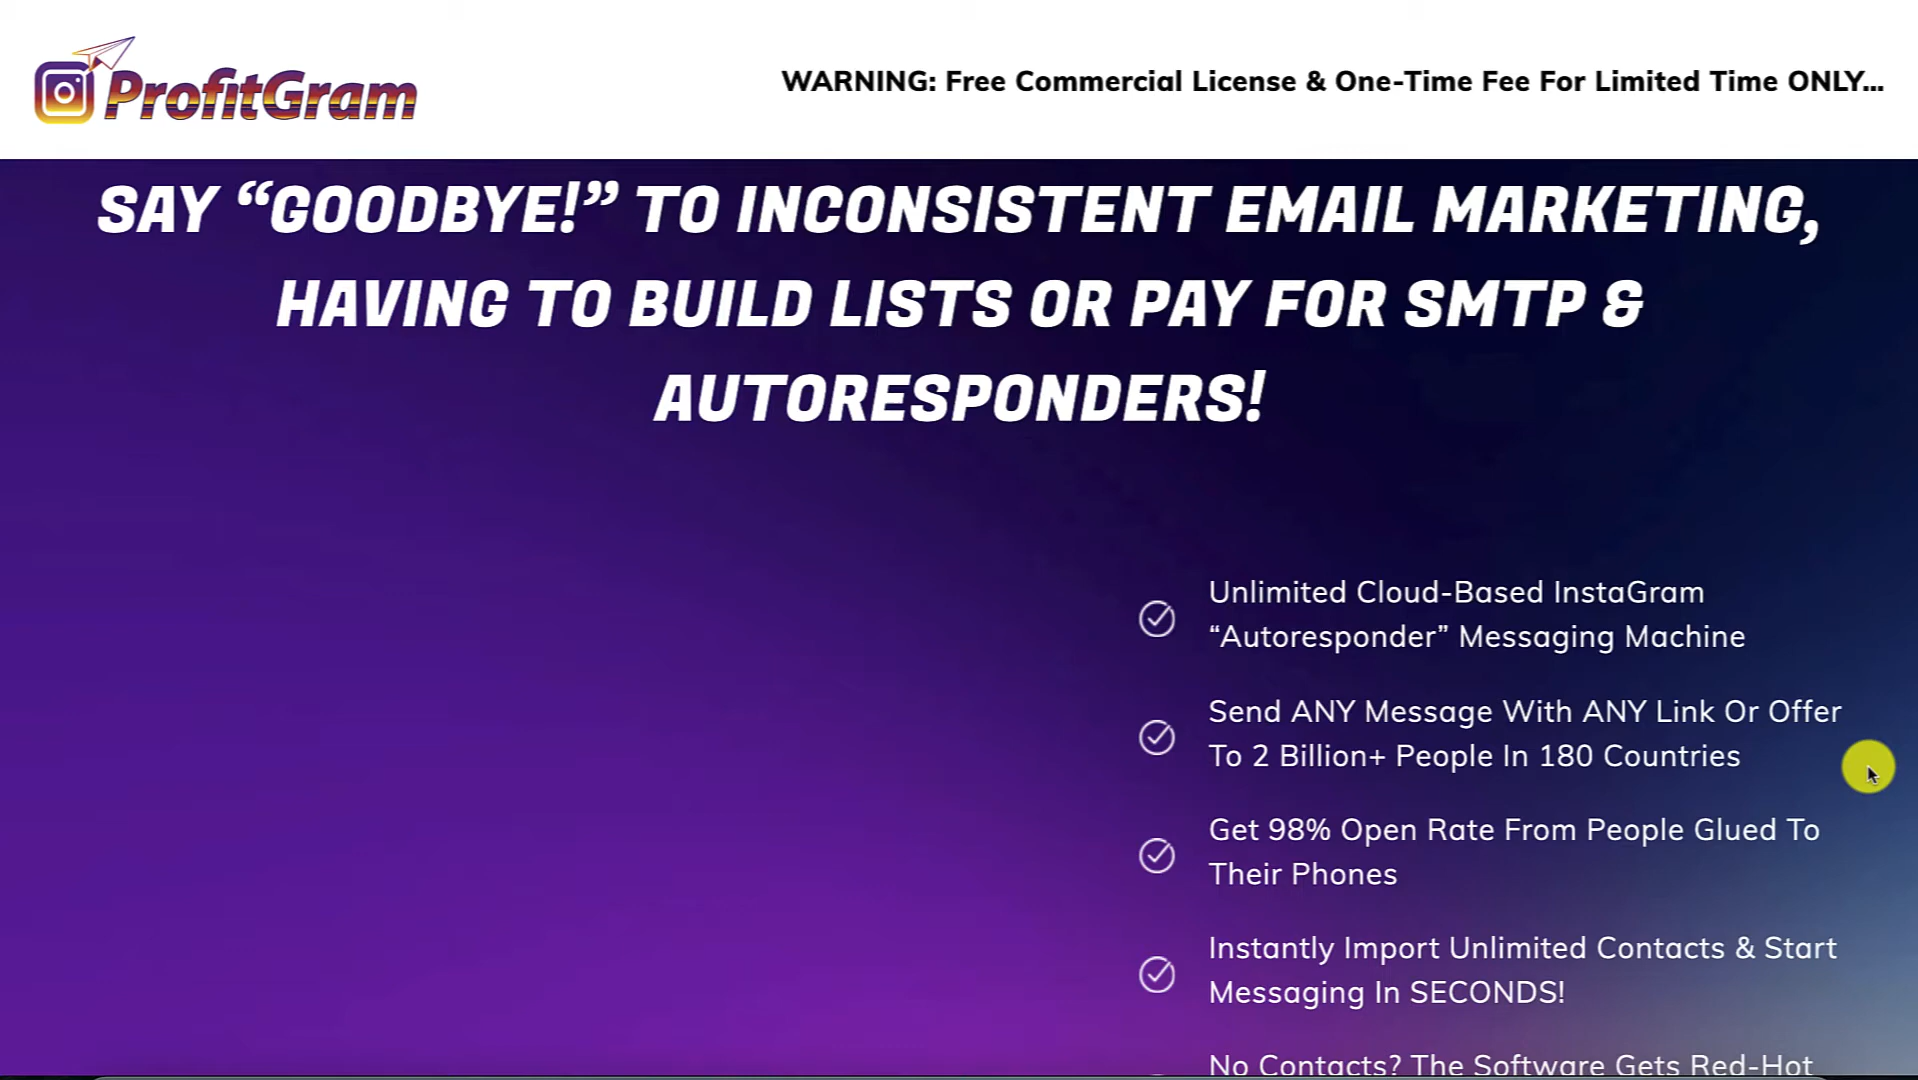 ProfitGram
WARNING: Free Commercial License & One-Time Fee For Limited Time ONLY...
SAY “GOODBYE!” TO INCONSISTENT EMAIL MARKETING,
HAVING TO BUILD LISTS OR PAY FOR SMTP &
AUTORESPONDERS!
Unlimited Cloud-Based InstaGram
“Autoresponder” Messaging Machine
Send ANY Message With ANY Link Or Offer
To 2 Billion+ People In 180 Countries
Get 98% Open Rate From People Glued To
Their Phones
Instantly Import Unlimited Contacts & Start
Messaging In SECONDS!
No Contacts? The Software Gets Red-Hot